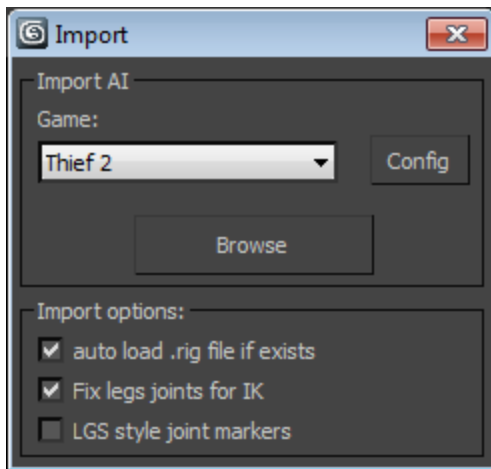 Import
Import AI
Game:
Thief 2
Config
Browse
Import options:
auto load .rig file if exists
Fix legs joints for IK
LGS style joint markers